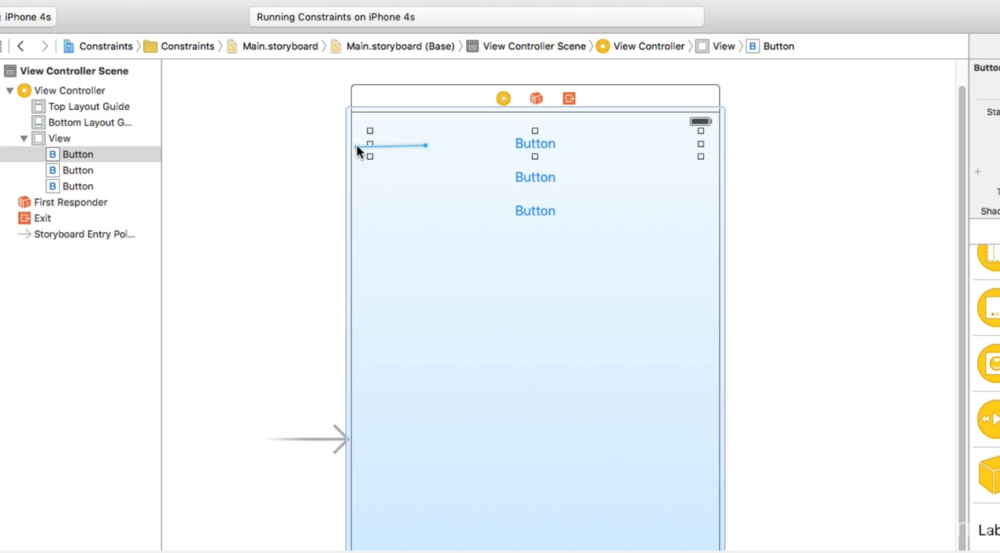 iPhone 4s
Running Constraints on iPhone 4s
Constraints
Constraints
Main.storyboard
Main.storyboard (Base)
View Controller Scene
View Controller
View
B Button
View Controller Scene
View Controller
Top Layout Guide
Bottom Layout G...
View
B Button
B Button
B Button
First Responder
Exit
Storyboard Entry Poi...
Button
Button
Button
Button
Sta
+
T
Shad
Lab